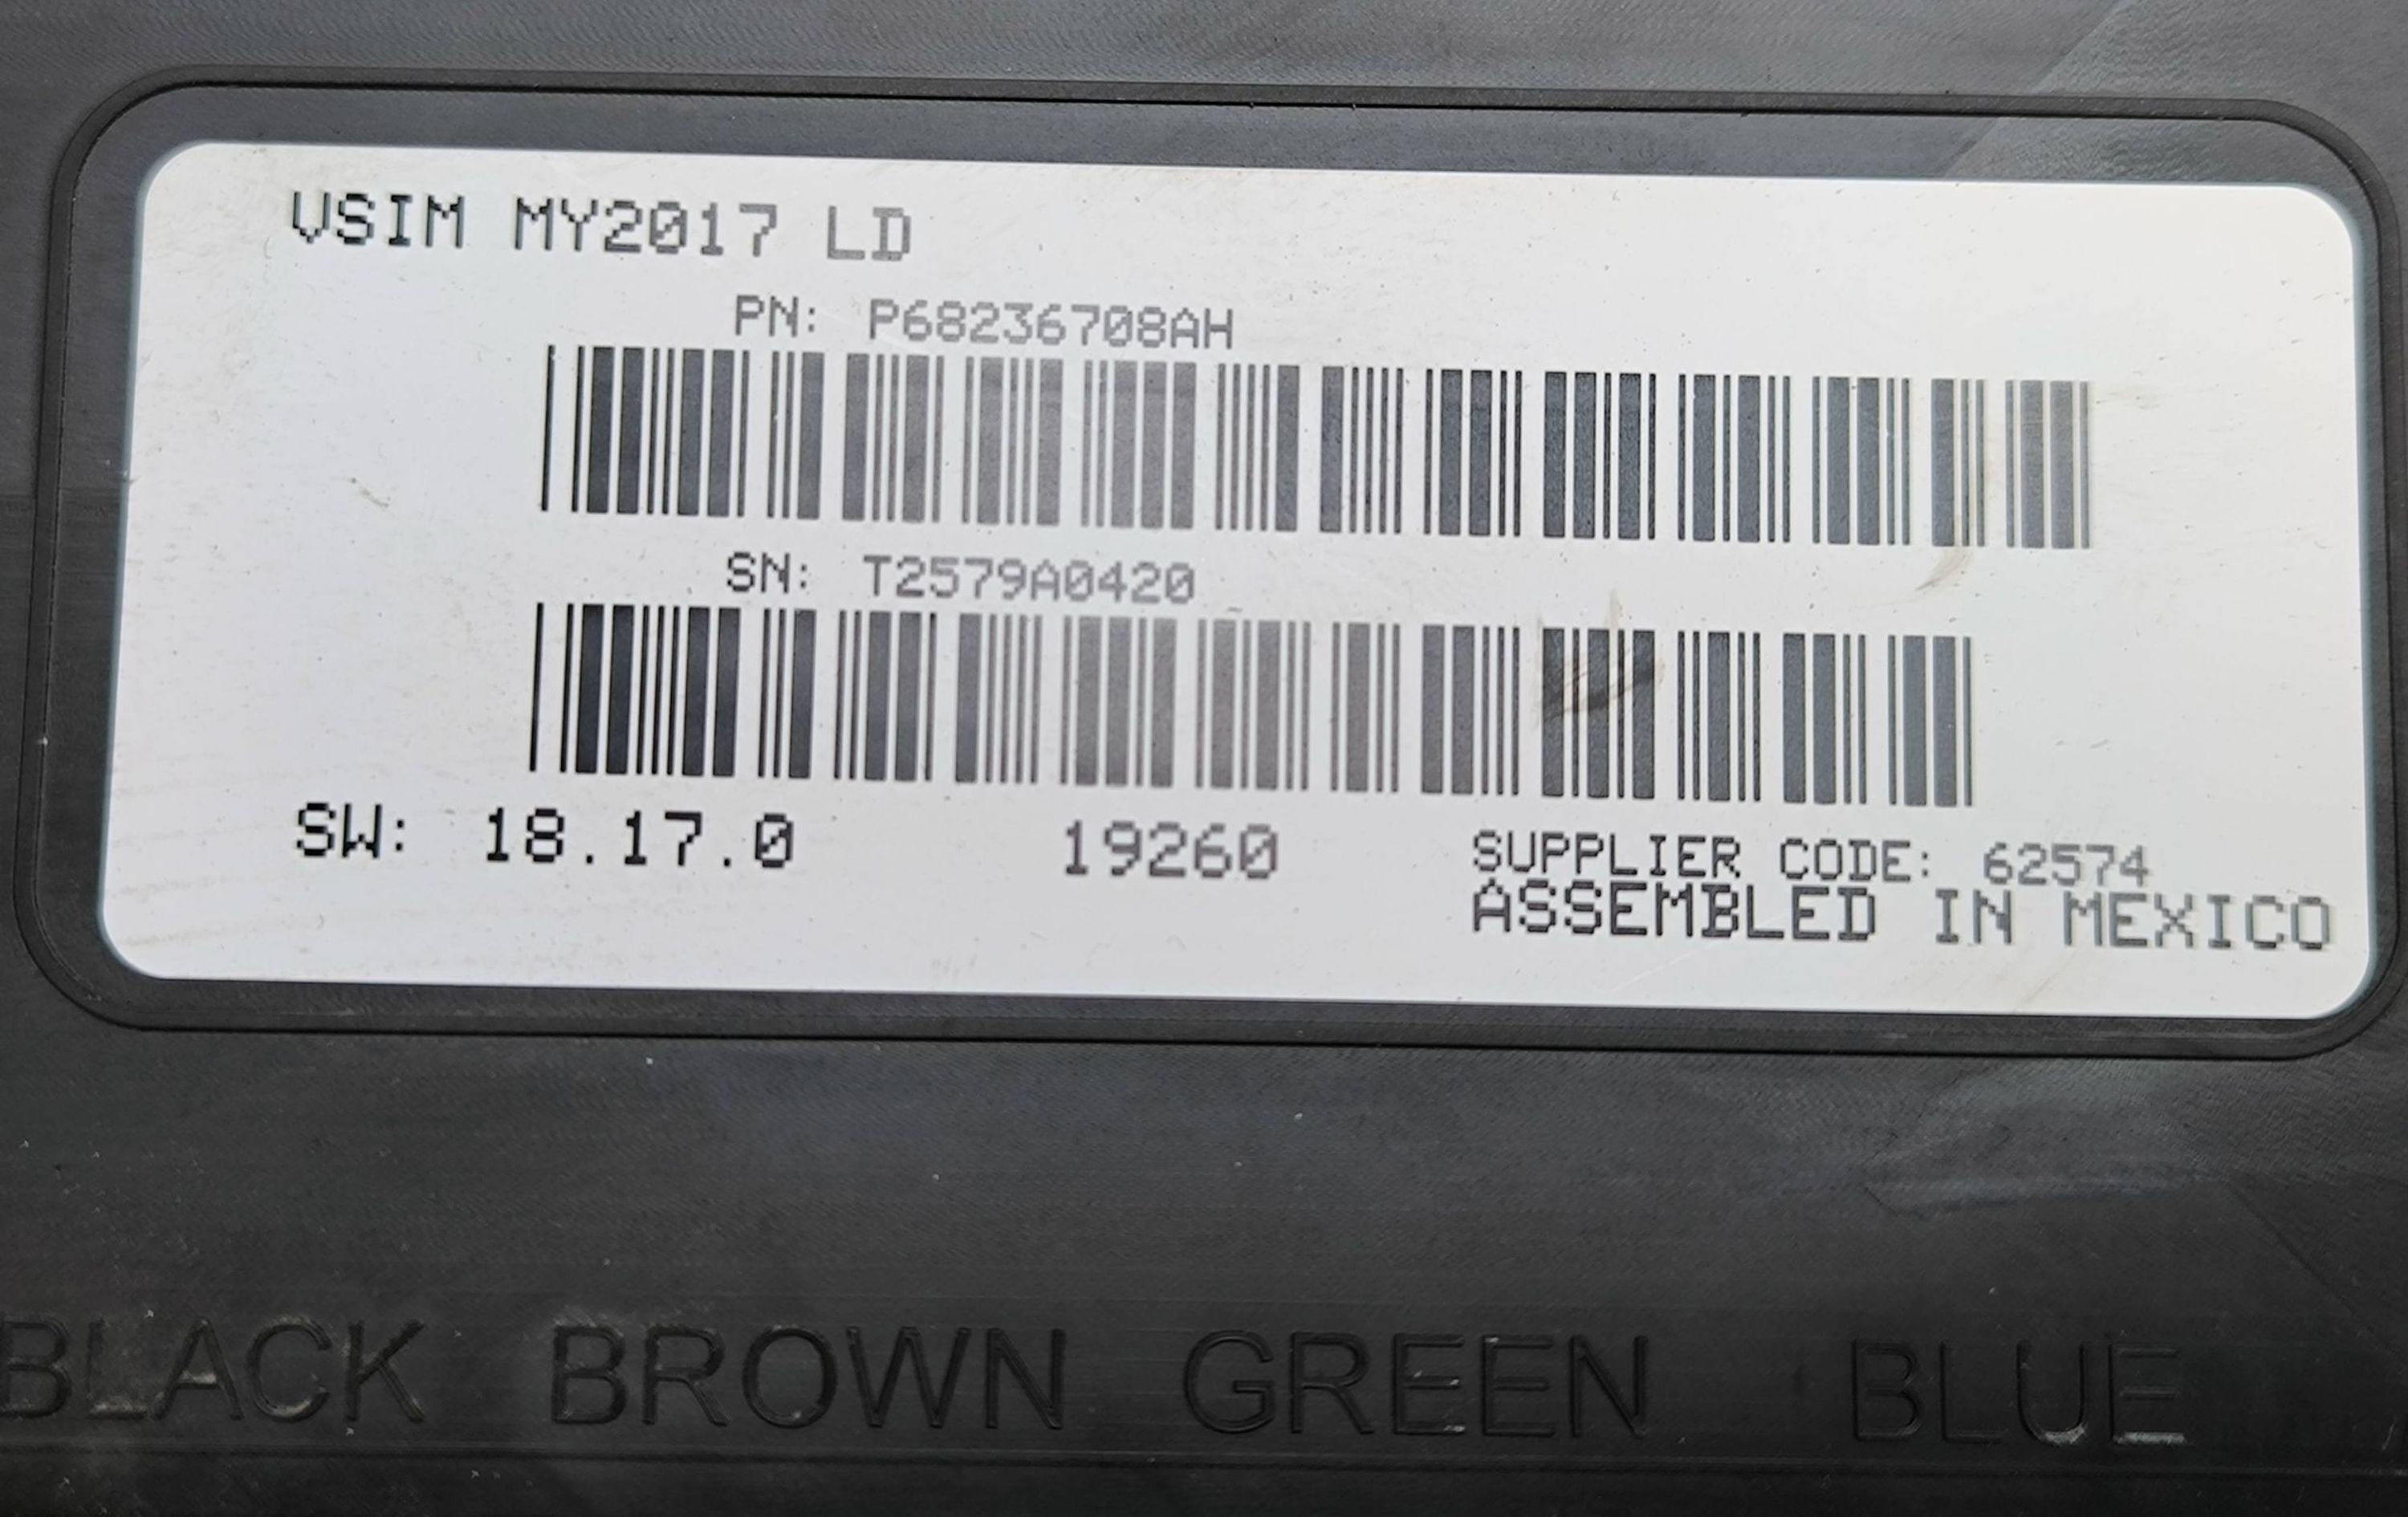 VSIM MY2017 LD
PN: P68236708AH
SN: T2579A0420
SW: 18.17.0 19260 SUPPLIER CODE: 62574
ASSEMBLED IN MEXICO
BLACK BROWN GREEN BLUE